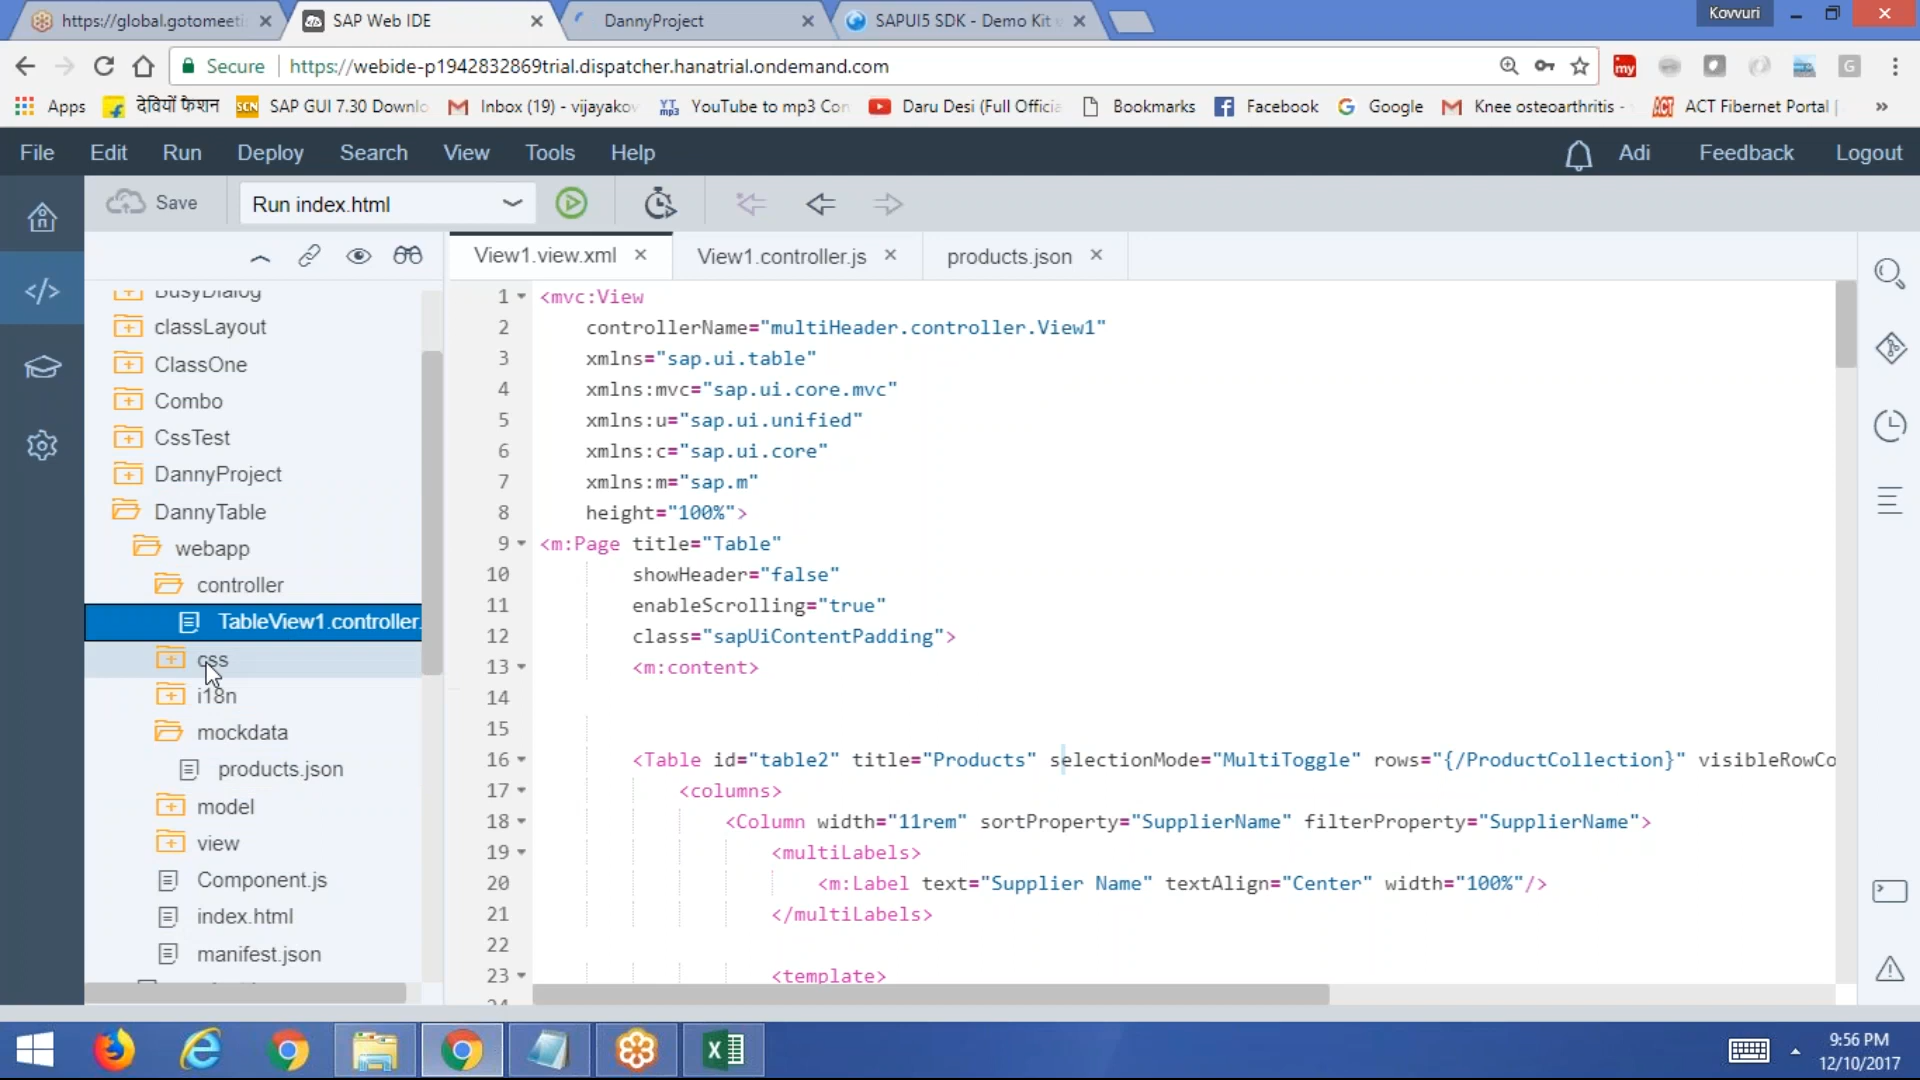 https://global.gotomeeti
SAP Web IDE
DannyProject
SAPUI5 SDK - Demo Kit
Kovvuri
Secure
https://webide-p1942832869trial.dispatcher.hanatrial.ondemand.com
Apps
देवियों फैशन
SAP GUI 7.30 Downlo
Inbox (19) - vijayakov
YouTube to mp3 Con
Daru Desi (Full Officia
Bookmarks
Facebook
Google
Knee osteoarthritis -
ACT Fibernet Portal |
File
Edit
Run
Deploy
Search
View
Tools
Help
Adi
Feedback
Logout
Save
Run index.html
View1.view.xml
View1.controller.js
products.json
BusyDialog
classLayout
ClassOne
Combo
CssTest
DannyProject
DannyTable
webapp
controller
TableView1.controller.
css
i18n
mockdata
products.json
model
view
Component.js
index.html
manifest.json
1 <mvc:View
2 controllerName="multiHeader.controller.View1"
3 xmlns="sap.ui.table"
4 xmlns:mvc="sap.ui.core.mvc"
5 xmlns:u="sap.ui.unified"
6 xmlns:c="sap.ui.core"
7 xmlns:m="sap.m"
8 height="100%">
9 <m:Page title="Table"
10 showHeader="false"
11 enableScrolling="true"
12 class="sapUiContentPadding">
13 <m:content>
14
15
16 <Table id="table2" title="Products" selectionMode="MultiToggle" rows="{/ProductCollection}" visibleRowCo
17 <columns>
18 <Column width="11rem" sortProperty="SupplierName" filterProperty="SupplierName">
19 <multiLabels>
20 <m:Label text="Supplier Name" textAlign="Center" width="100%"/>
21 </multiLabels>
22
23 <template>
24
9:56 PM
12/10/2017